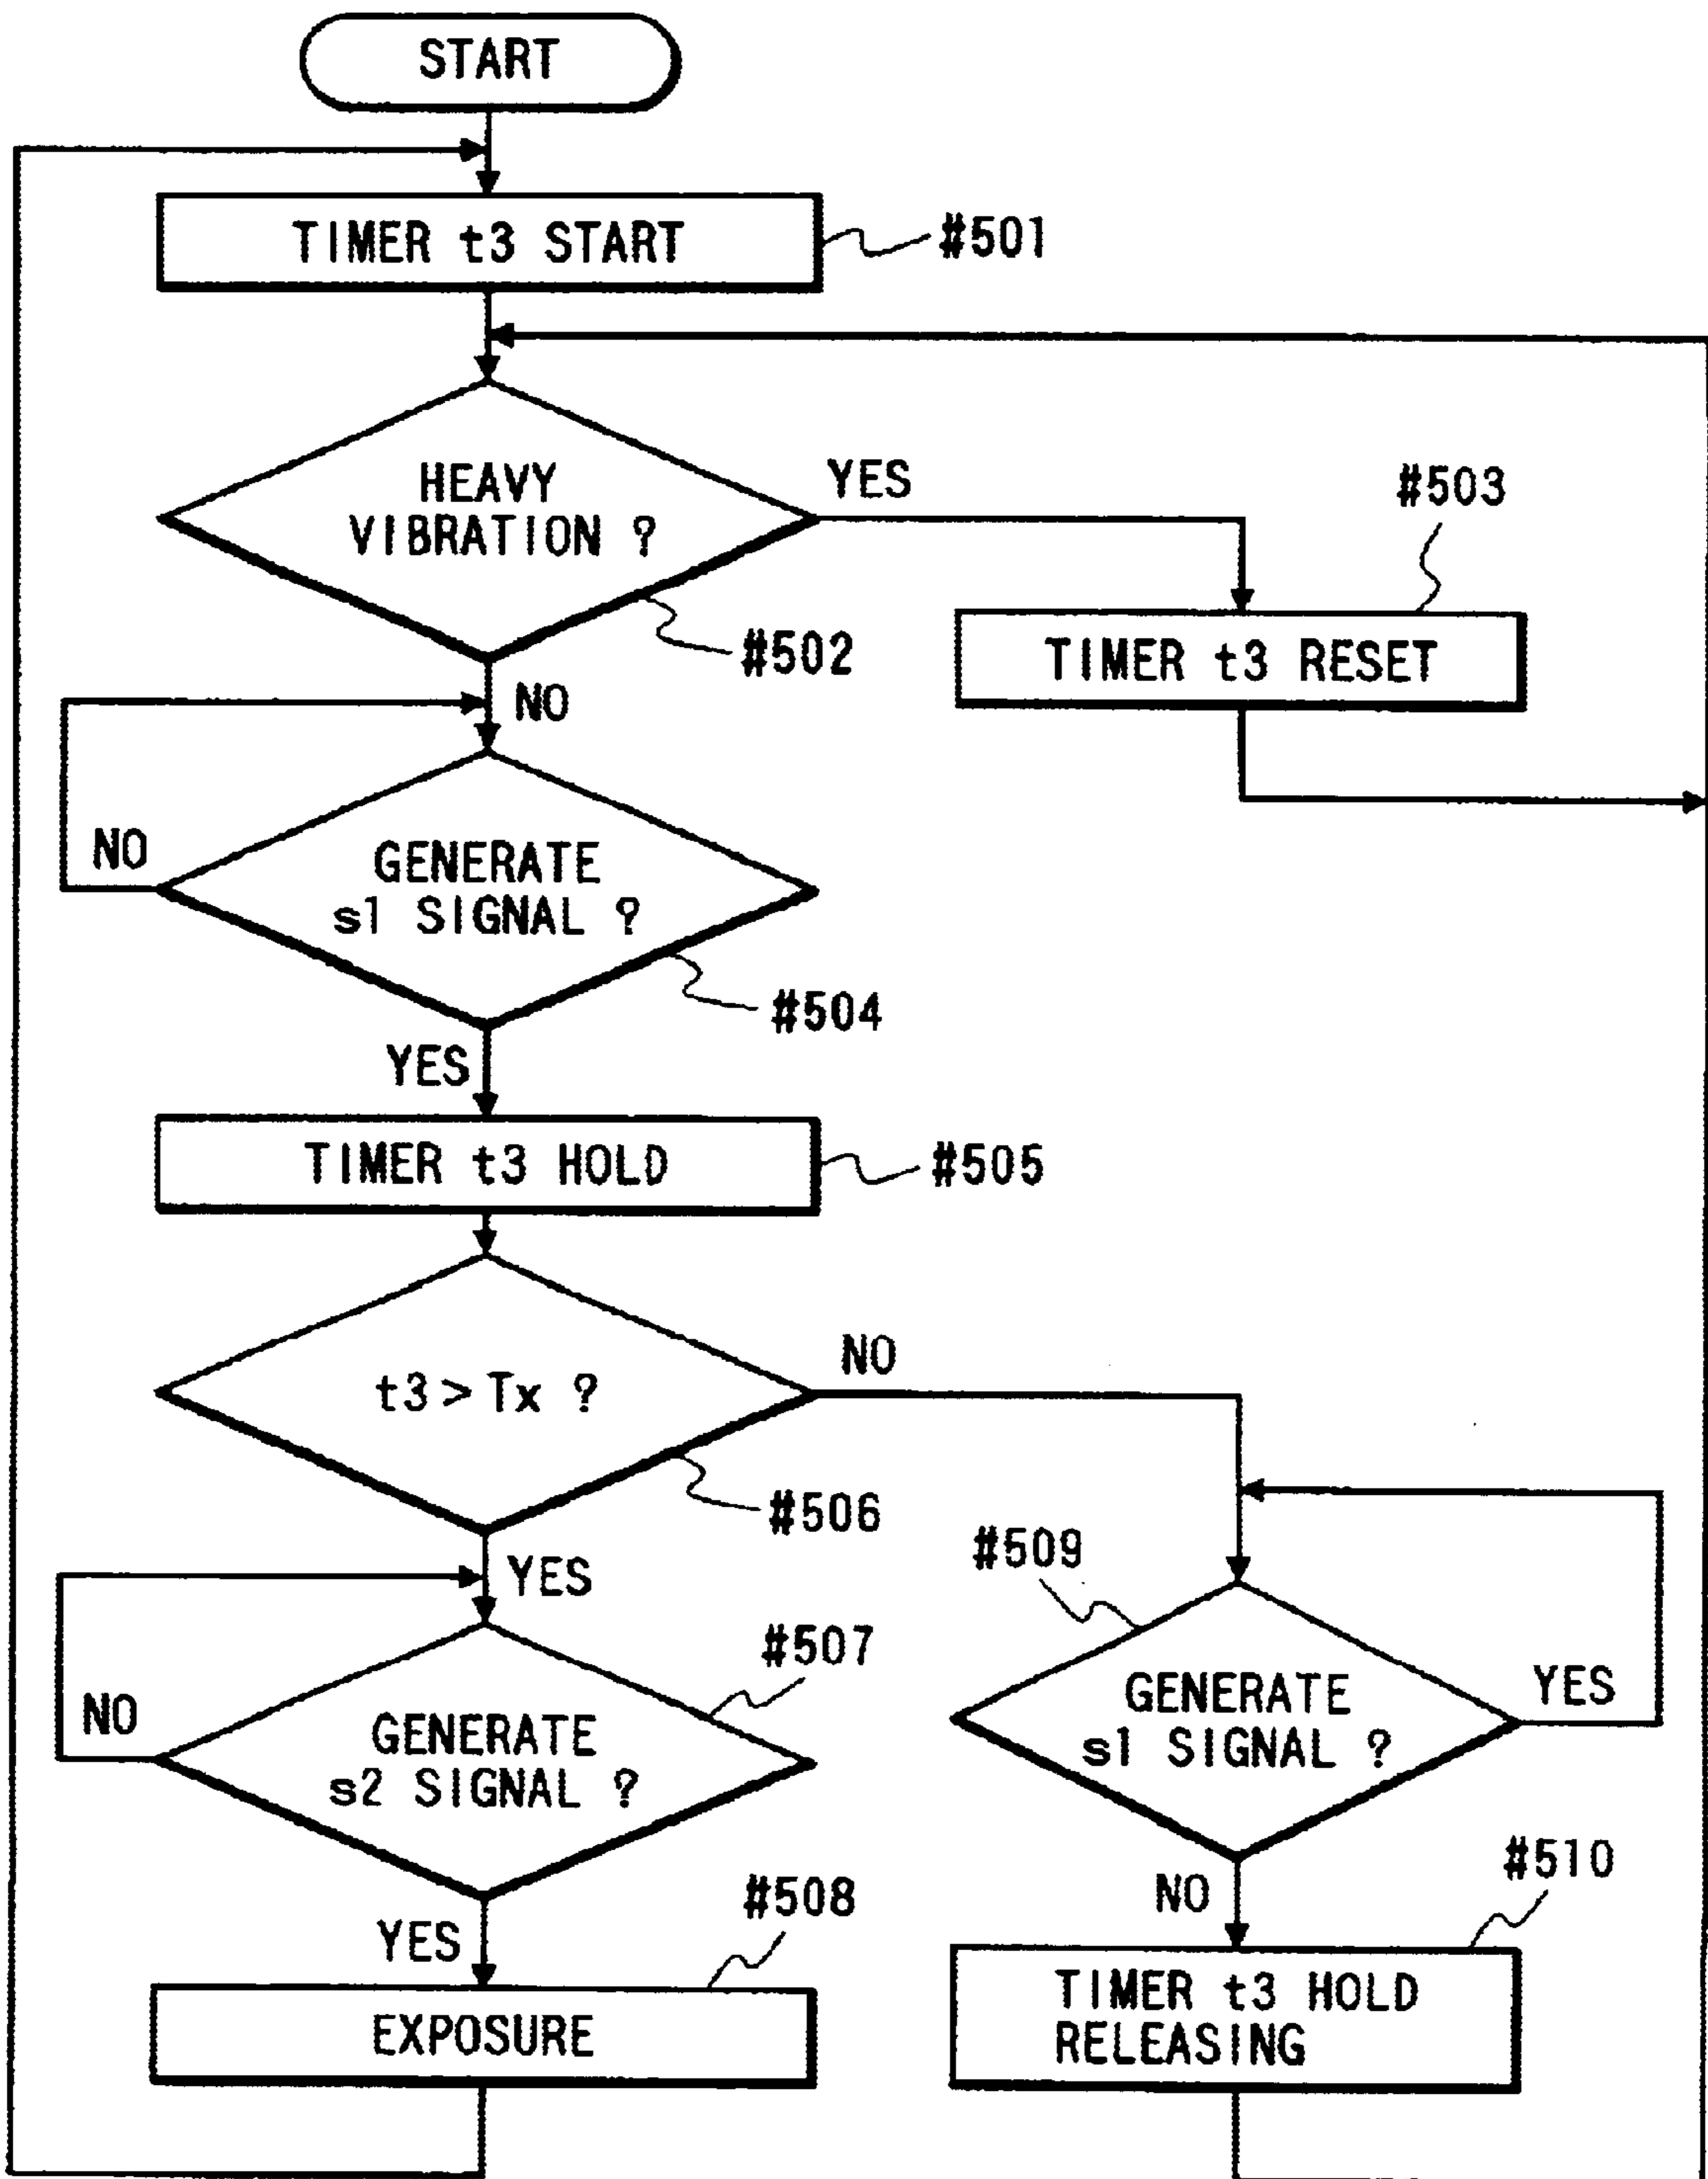 START
TIMER t3 START
#501
HEAVY
VIBRATION ?
YES
#502
#503
TIMER t3 RESET
NO
GENERATE
s1 SIGNAL ?
NO
#504
YES
TIMER t3 HOLD
#505
t3 > Tx ?
NO
#506
YES
#507
GENERATE
s2 SIGNAL ?
NO
#509
GENERATE
s1 SIGNAL ?
YES
YES
#508
EXPOSURE
NO
#510
TIMER t3 HOLD
RELEASING